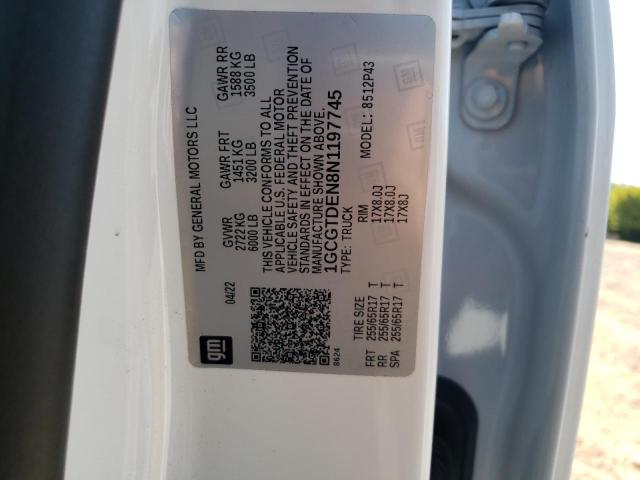 MFD BY GENERAL MOTORS LLC
04/22
GVWR GAWR FRT GAWR RR
2722 KG 1451 KG 1588 KG
6000 LB 3200 LB 3500 LB
THIS VEHICLE CONFORMS TO ALL
APPLICABLE U.S. FEDERAL MOTOR
VEHICLE SAFETY AND THEFT PREVENTION
STANDARDS IN EFFECT ON THE DATE OF
MANUFACTURE SHOWN ABOVE.
1GCGTDEN8N1197745
TYPE: TRUCK MODEL: 8512P43
gm
8624
TIRE SIZE RIM
FRT 255/65R17 T 17X8.0J
RR 255/65R17 T 17X8.0J
SPA 255/65R17 T 17X8J